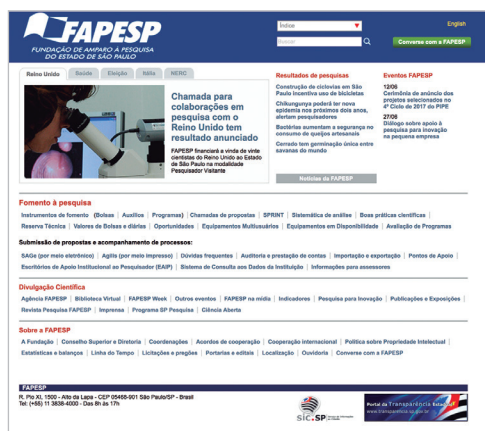 FAPESP
FUNDAÇÃO DE AMPARO À PESQUISA
DO ESTADO DE SÃO PAULO
Índice
Buscar
English
Converse com a FAPESP
Reino Unido
Saúde
Eleição
NERC
Chamada para
colaborações em
pesquisa com o
Reino Unido tem
resultado anunciado
FAPESP financiará a vinda de vinte
cientistas do Reino Unido ao Estado
de São Paulo na modalidade
Pesquisador Visitante
Resultados de pesquisas
Construção de ciclovias em São
Paulo incentiva uso de bicicletas
Chikungunya poderá ter nova
epidemia nos próximos dois anos,
alertam pesquisadores
Bactérias aumentam a segurança no
consumo de queijos artesanais
Cerrado tem germinação única entre
savanas do mundo
Notícias da FAPESP
Eventos FAPESP
12/06
Cerimônia de anúncio dos
projetos selecionados no
4º Ciclo de 2017 do PIPE
27/06
Diálogo sobre apoio à
pesquisa para inovação
na pequena empresa
Fomento à pesquisa
Instrumentos de fomento (Bolsas | Auxílios | Programas) | Chamadas de propostas | SPRINT | Sistemática de análise | Boas práticas científicas |
Reserva Técnica | Valores de Bolsas e diárias | Oportunidades | Equipamentos Multiusuários | Equipamentos em Disponibilidade | Avaliação de Programas
Submissão de propostas e acompanhamento de processos:
SAGe (por meio eletrônico) | Agilis (por meio impresso) | Dúvidas frequentes | Auditoria e prestação de contas | Importação e exportação | Pontos de Apoio |
Escritórios de Apoio Institucional ao Pesquisador (EAIP) | Sistema de Consulta aos Dados da Instituição | Informações para assessores
Divulgação Científica
Agência FAPESP | Biblioteca Virtual | FAPESP Week | Outros eventos | FAPESP na mídia | Indicadores | Pesquisa para Inovação | Publicações e Exposições |
Revista Pesquisa FAPESP | Imprensa | Programa SP Pesquisa | Ciência Aberta
Sobre a FAPESP
A Fundação | Conselho Superior e Diretoria | Coordenações | Acordos de cooperação | Cooperação internacional | Política sobre Propriedade Intelectual |
Estatísticas e balanços | Linha do Tempo | Licitações e pregões | Portarias e editais | Localização | Ouvidoria | Converse com a FAPESP
FAPESP
R. Pio XI, 1500 - Alto da Lapa - CEP 05468-901 São Paulo/SP - Brasil
Tel: (+55) 11 3838-4000 - Das 8h às 17h
sic.SP
Portal da Transparência Estadual
www.transparencia.sp.gov.br